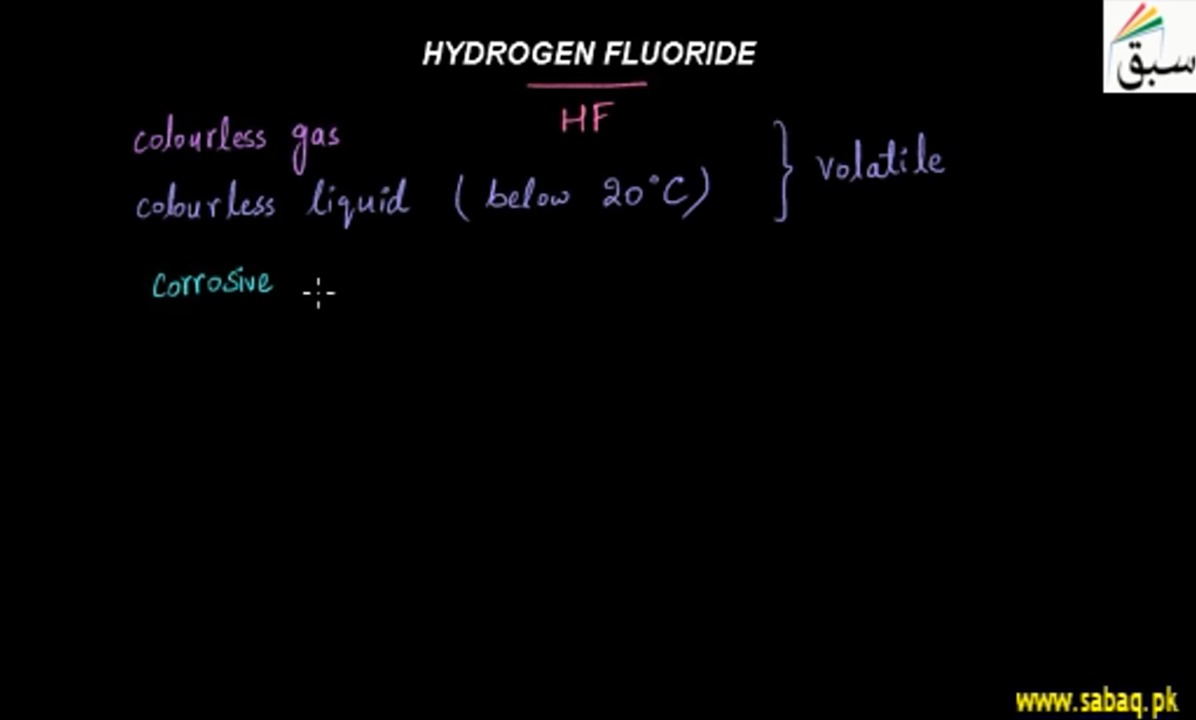 HYDROGEN FLUORIDE
سبق
HF
colourless gas
colourless liquid (below 20°C)
} volatile
corrosive
www.sabaq.pk